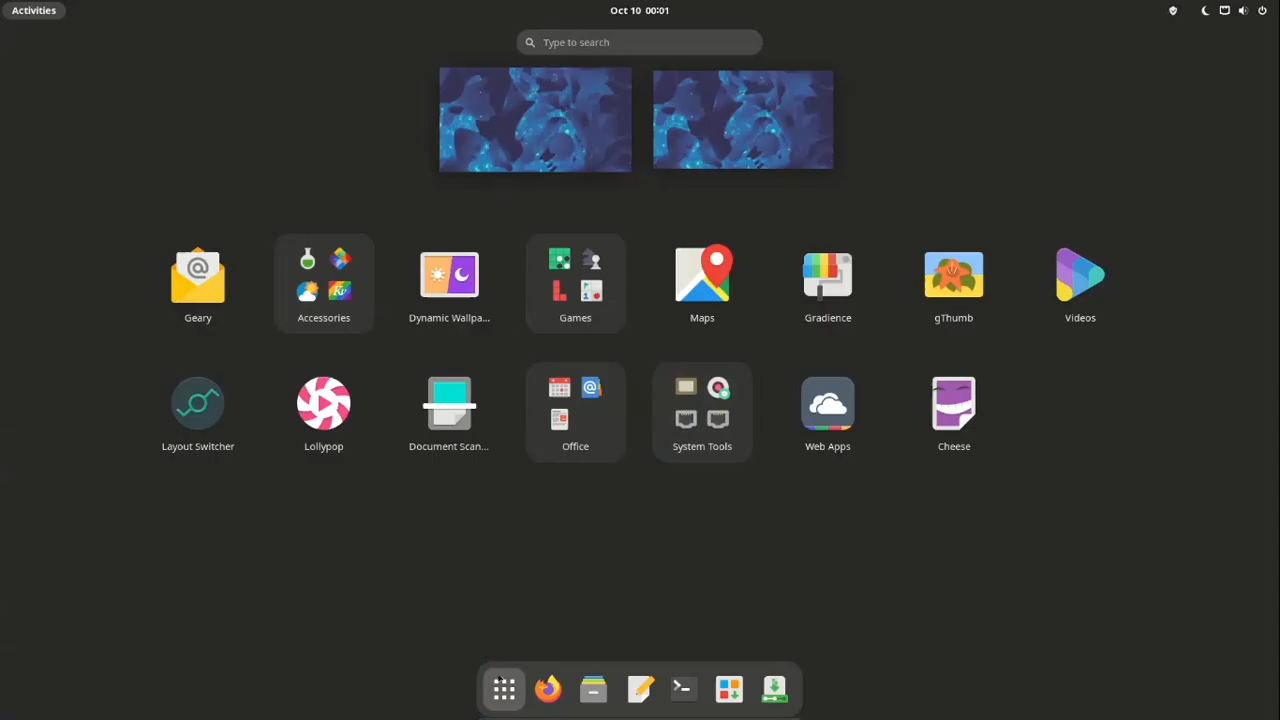 Activities
Oct 10 00:01
Type to search
Geary
Accessories
Dynamic Wallpa...
Games
Maps
Gradience
gThumb
Videos
Layout Switcher
Lollypop
Document Scan...
Office
System Tools
Web Apps
Cheese